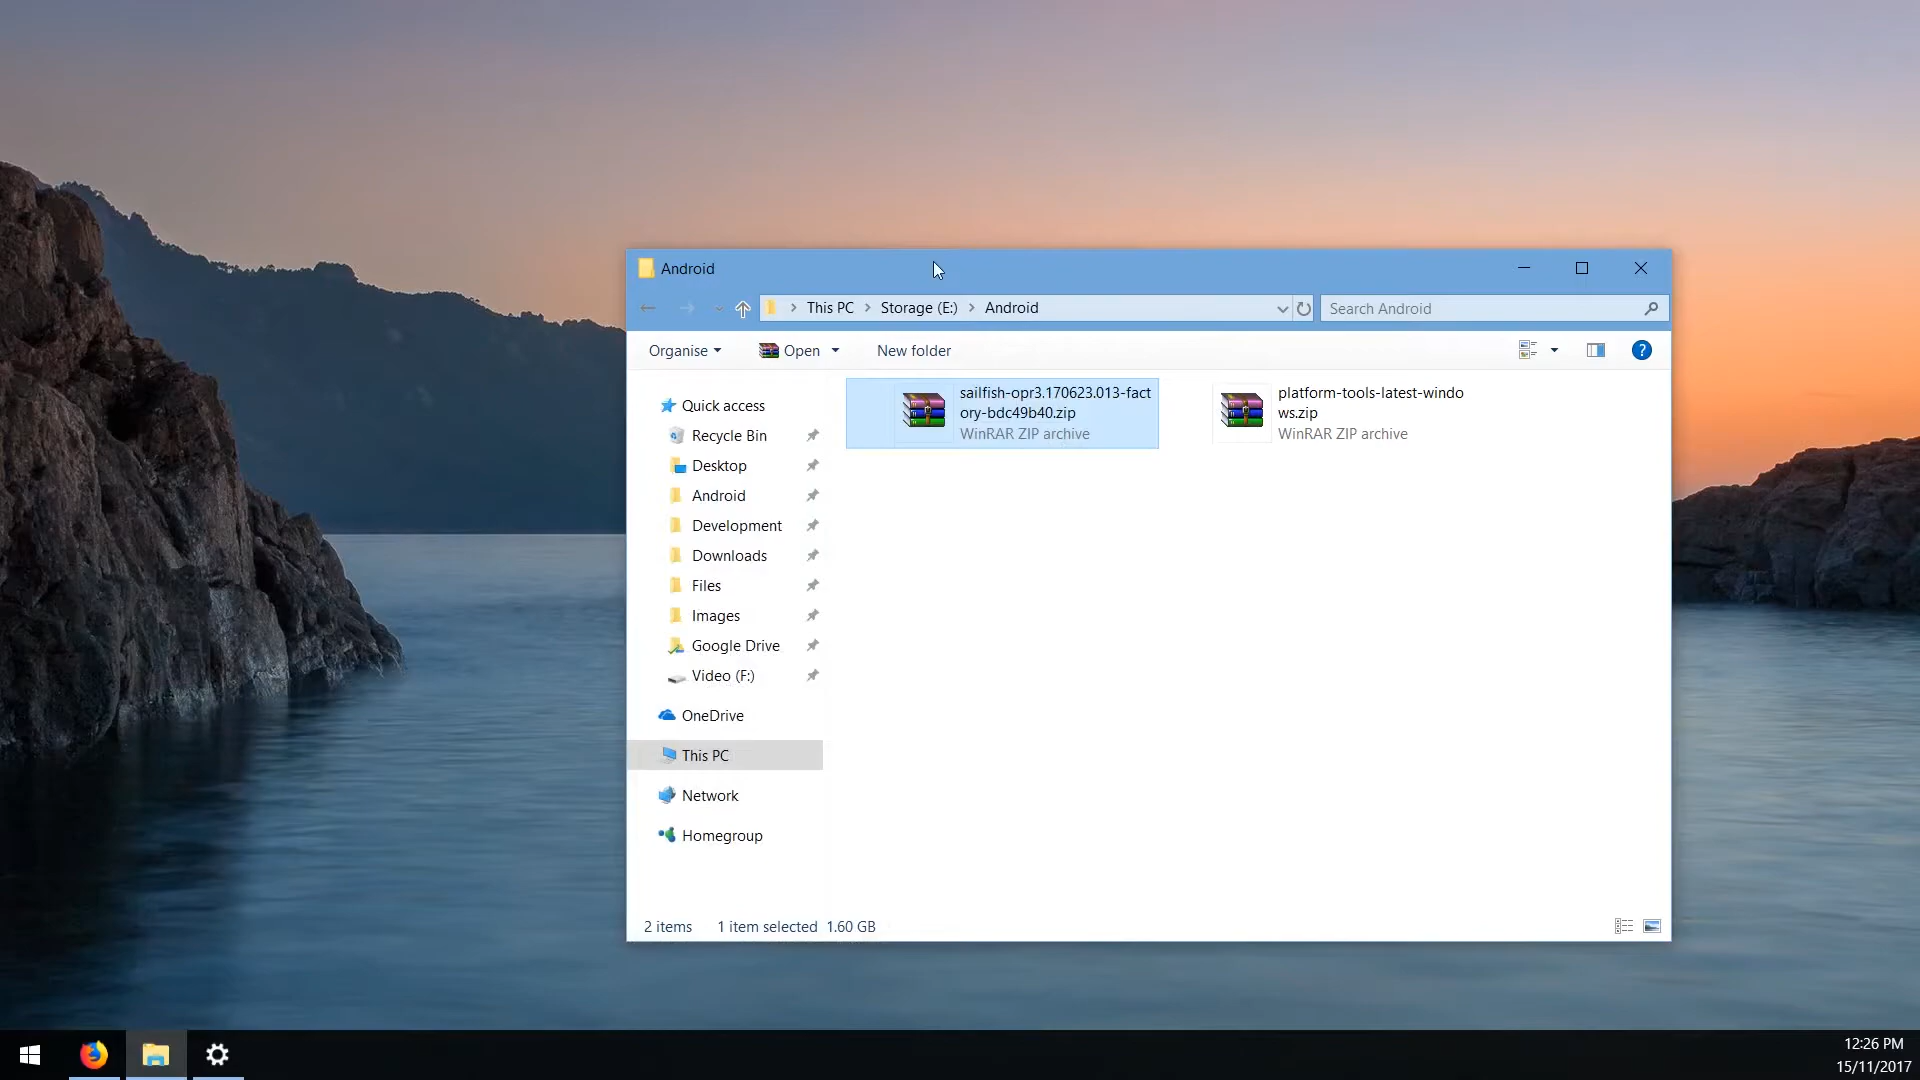 Android
This PC
Storage (E:)
Android
Search Android
Organise
Open
New folder
?
Quick access
Recycle Bin
Desktop
Android
Development
Downloads
Files
Images
Google Drive
Video (F:)
OneDrive
This PC
Network
Homegroup
sailfish-opr3.170623.013-fact
ory-bdc49b40.zip
WinRAR ZIP archive
platform-tools-latest-windo
ws.zip
WinRAR ZIP archive
2 items 1 item selected 1.60 GB
12:26 PM
15/11/2017